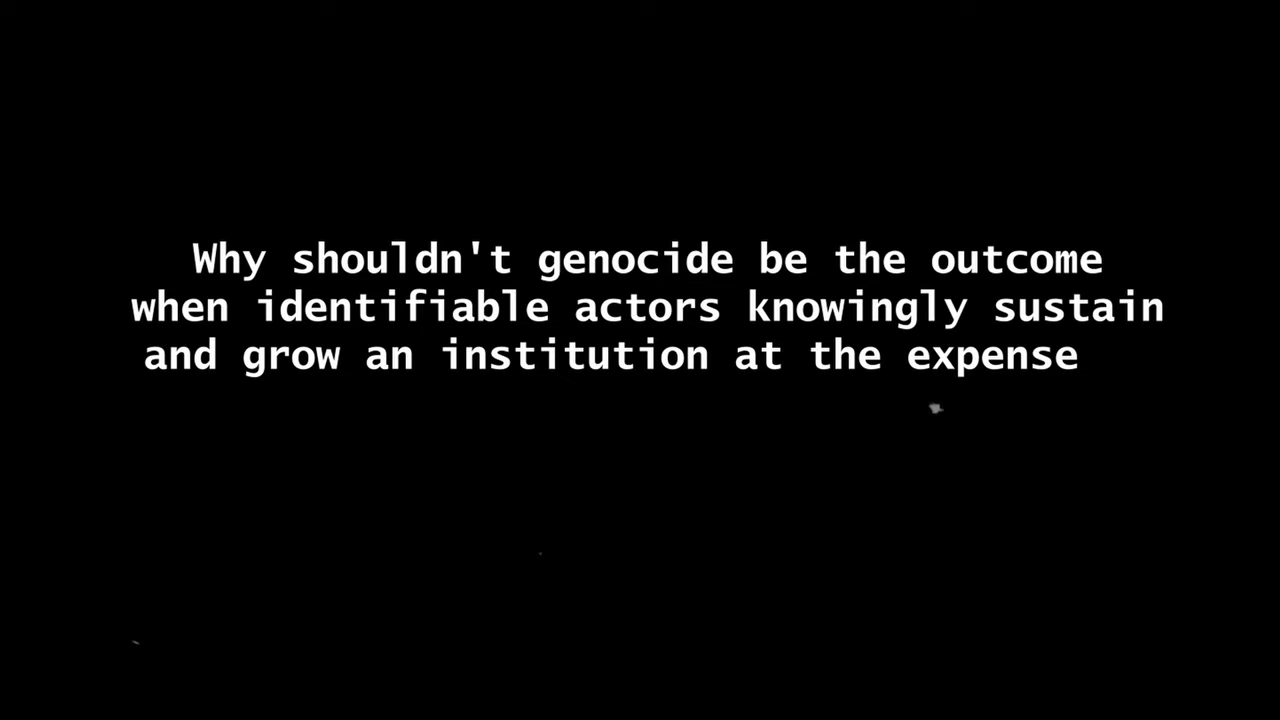 Why shouldn't genocide be the outcome
when identifiable actors knowingly sustain
and grow an institution at the expense